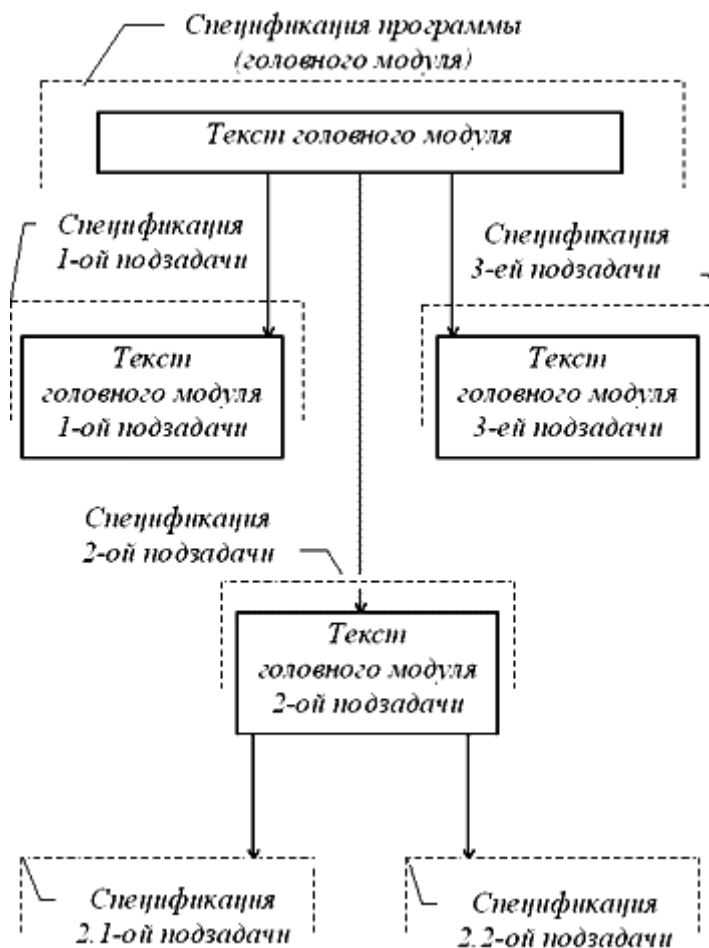 Спецификация программы
(головного модуля)
Текст головного модуля
Спецификация
1-ой подзадачи
Спецификация
3-ей подзадачи
Текст
головного модуля
1-ой подзадачи
Текст
головного модуля
3-ей подзадачи
Спецификация
2-ой подзадачи
Текст
головного модуля
2-ой подзадачи
Спецификация
2.1-ой подзадачи
Спецификация
2.2-ой подзадачи